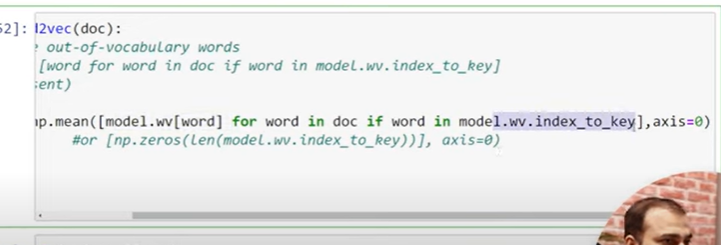 52]: d2vec(doc):
out-of-vocabulary words
[word for word in doc if word in model.wv.index_to_key]
sent)
np.mean([model.wv[word] for word in doc if word in model.wv.index_to_key],axis=0)
#or [np.zeros(len(model.wv.index_to_key))], axis=0)